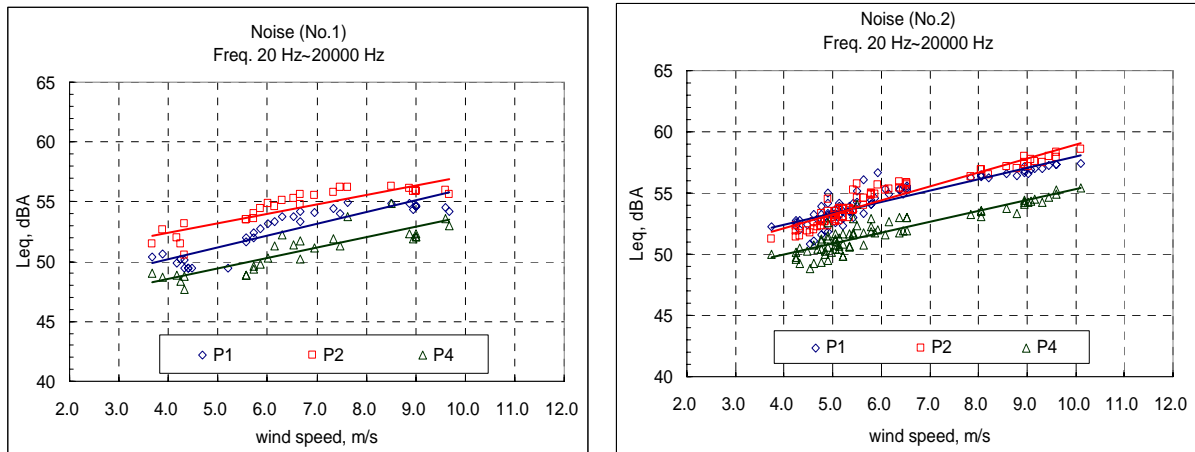 Noise (No.1)
Freq. 20 Hz~20000 Hz
65
60
55
50
45
40
Leq, dBA
P1 P2 P4
2.0 3.0 4.0 5.0 6.0 7.0 8.0 9.0 10.0 11.0 12.0
wind speed, m/s
Noise (No.2)
Freq. 20 Hz~20000 Hz
65
60
55
50
45
40
Leq, dBA
P1 P2 P4
2.0 3.0 4.0 5.0 6.0 7.0 8.0 9.0 10.0 11.0 12.0
wind speed, m/s